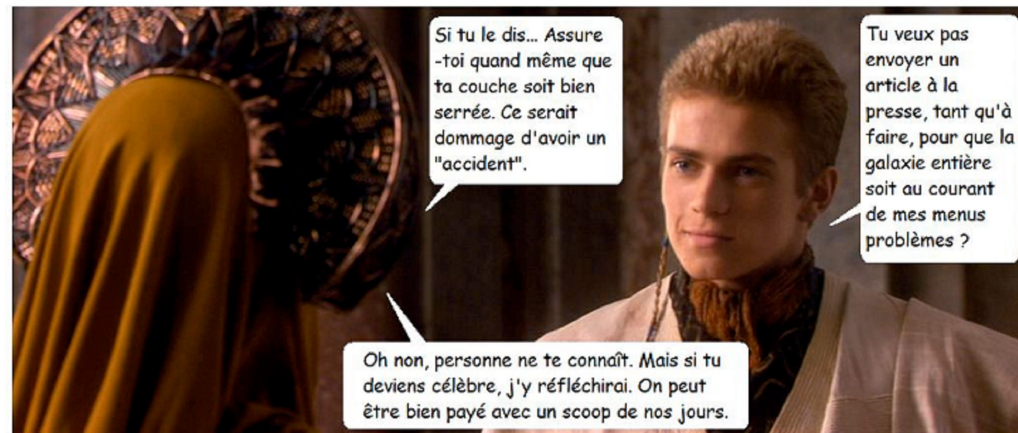 Si tu le dis... Assure
-toi quand même que
ta couche soit bien
serrée. Ce serait
dommage d'avoir un
"accident".
Tu veux pas
envoyer un
article à la
presse, tant qu'à
faire, pour que la
galaxie entière
soit au courant
de mes menus
problèmes ?
Oh non, personne ne te connaît. Mais si tu
deviens célèbre, j'y réfléchirai. On peut
être bien payé avec un scoop de nos jours.